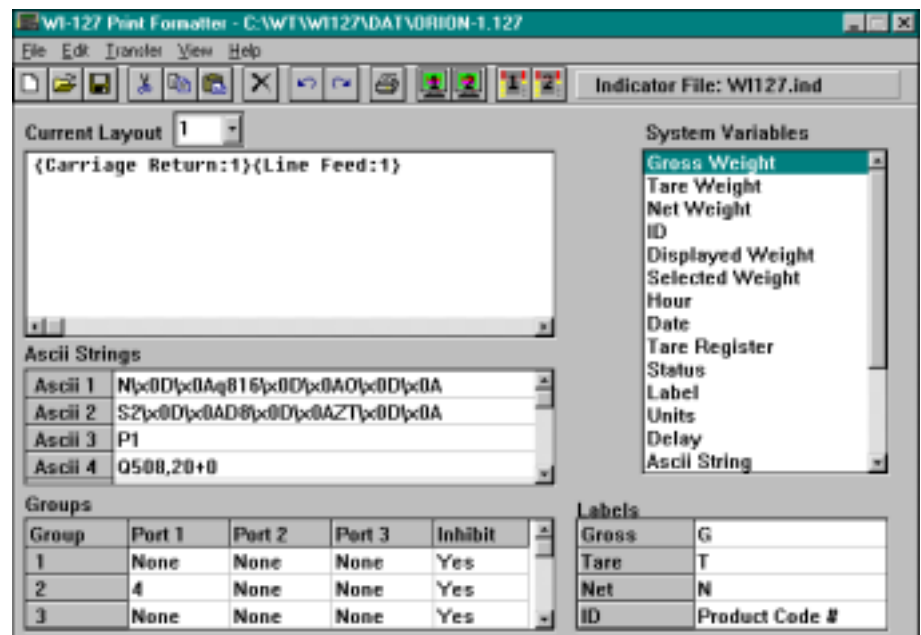 WI-127 Print Formatter - C:\WT\WI127\DAT\ORION-1.127
File Edit Transfer View Help
1 2 1 2 Indicator File: WI127.ind
Current Layout 1
{Carriage Return:1}{Line Feed:1}
System Variables
Gross Weight
Tare Weight
Net Weight
ID
Displayed Weight
Selected Weight
Hour
Date
Tare Register
Status
Label
Units
Delay
Ascii String
Ascii Strings
Ascii 1 N\x0D\x0Aq816\x0D\x0AO\x0D\x0A
Ascii 2 S2\x0D\x0AD8\x0D\x0AZT\x0D\x0A
Ascii 3 P1
Ascii 4 Q508,20+0
Groups
Group Port 1 Port 2 Port 3 Inhibit
1 None None None Yes
2 4 None None Yes
3 None None None Yes
Labels
Gross G
Tare T
Net N
ID Product Code #